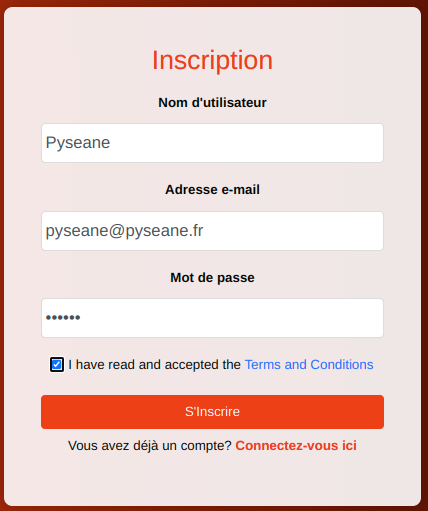 Inscription
Nom d'utilisateur
Pyseane
Adresse e-mail
pyseane@pyseane.fr
Mot de passe
••••••
I have read and accepted the Terms and Conditions
S'Inscrire
Vous avez déjà un compte? Connectez-vous ici